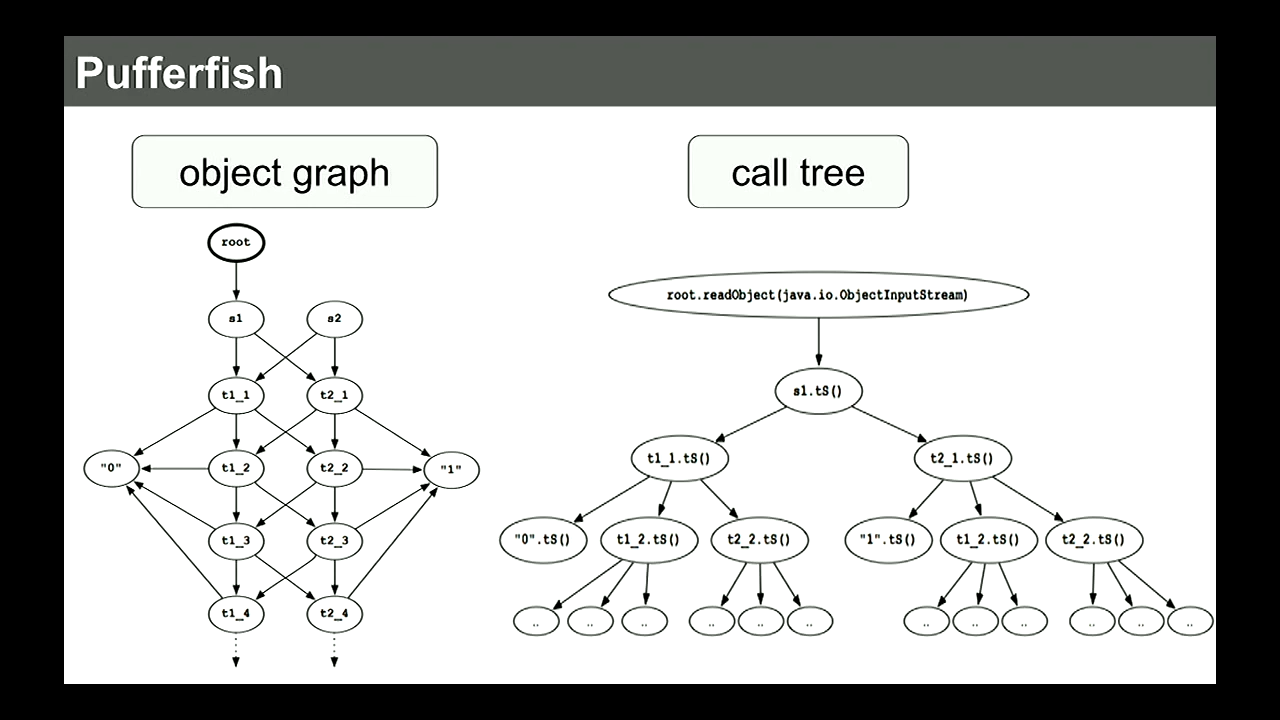 Pufferfish
object graph
call tree
root
s1
s2
t1_1
t2_1
"0"
t1_2
t2_2
"1"
t1_3
t2_3
t1_4
t2_4
root.readObject(java.io.ObjectInputStream)
s1.tS()
t1_1.tS()
t2_1.tS()
"0".tS()
t1_2.tS()
t2_2.tS()
"1".tS()
t1_2.tS()
t2_2.tS()
..
..
..
..
..
..
..
..
..
..
..
..